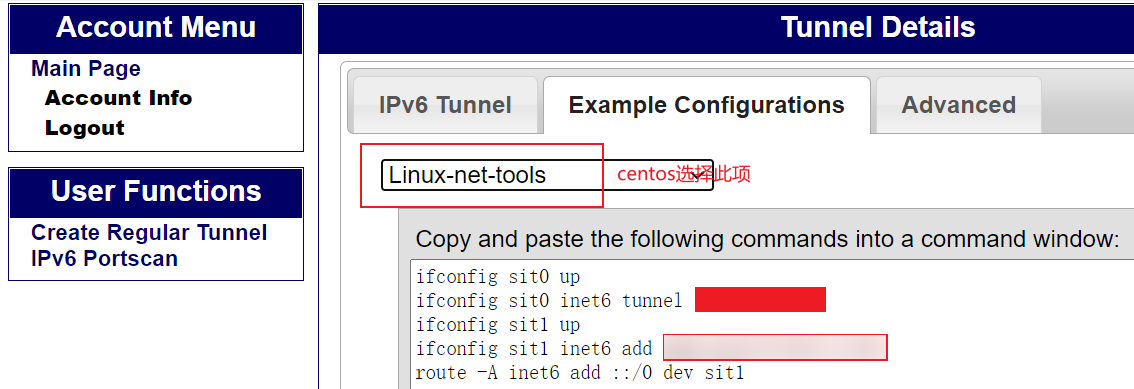 Account Menu
Main Page
Account Info
Logout
User Functions
Create Regular Tunnel
IPv6 Portscan
Tunnel Details
IPv6 Tunnel
Example Configurations
Advanced
Linux-net-tools
centos选择此项
Copy and paste the following commands into a command window:
ifconfig sit0 up
ifconfig sit0 inet6 tunnel
ifconfig sit1 up
ifconfig sit1 inet6 add
route -A inet6 add ::/0 dev sit1